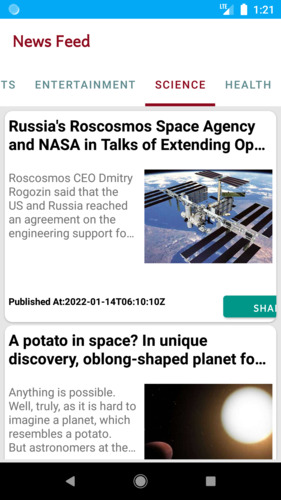 LTE 1:21
News Feed
TS ENTERTAINMENT SCIENCE HEALTH
Russia's Roscosmos Space Agency
and NASA in Talks of Extending Op...
Roscosmos CEO Dmitry
Rogozin said that the
US and Russia reached
an agreement on the
engineering support fo...
Published At:2022-01-14T06:10:10Z
SHA
A potato in space? In unique
discovery, oblong-shaped planet fo...
Anything is possible.
Well, truly, as it is hard to
imagine a planet, which
resembles a potato.
But astronomers at the...